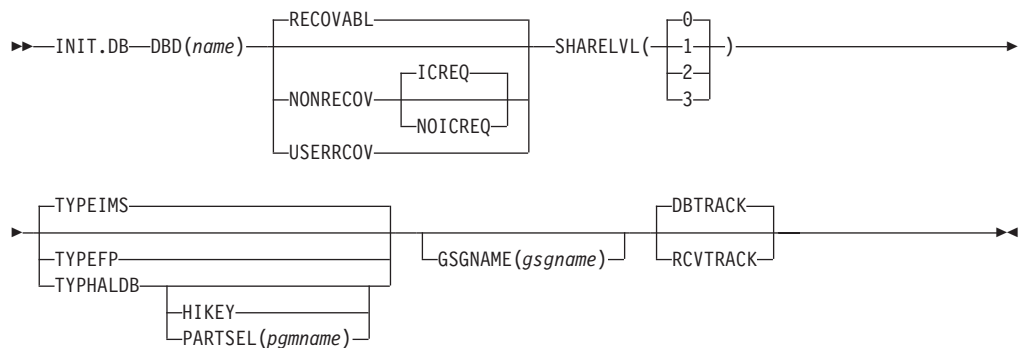 RECOVABL
INIT.DB DBD(name) SHARELVL( 0 )
1
ICREQ 2
NONRECOV 3
NOICREQ
USERRCOV
TYPEIMS DBTRACK
TYPEFP GSGNAME(gsgname) RCVTRACK
TYPHALDB
HIKEY
PARTSEL(pgmname)